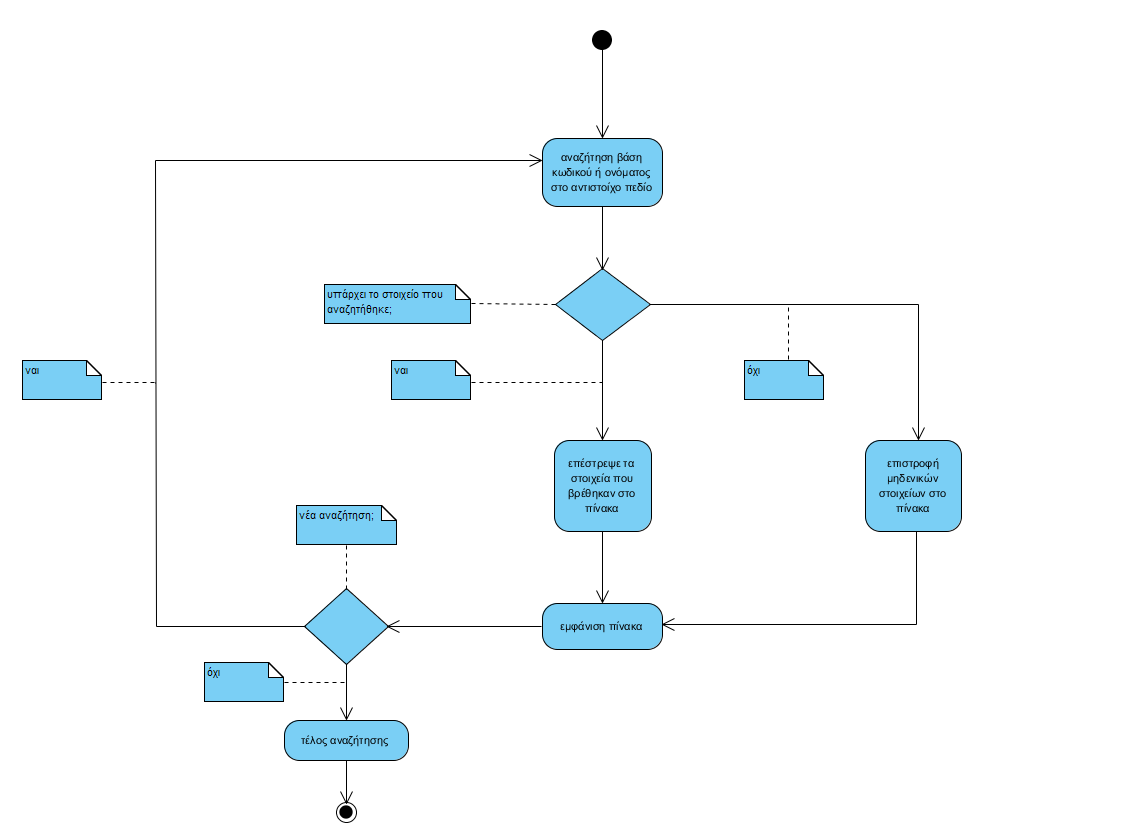 αναζήτηση βάση
κωδικού ή ονόματος
στο αντιστοίχο πεδίο
υπάρχει το στοιχείο που
αναζητήθηκε;
ναι
ναι
όχι
επέστρεψε τα
στοιχεία που
βρέθηκαν στο
πίνακα
επιστροφή
μηδενικών
στοιχείων στο
πίνακα
νέα αναζήτηση;
εμφάνιση πίνακα
όχι
τέλος αναζήτησης